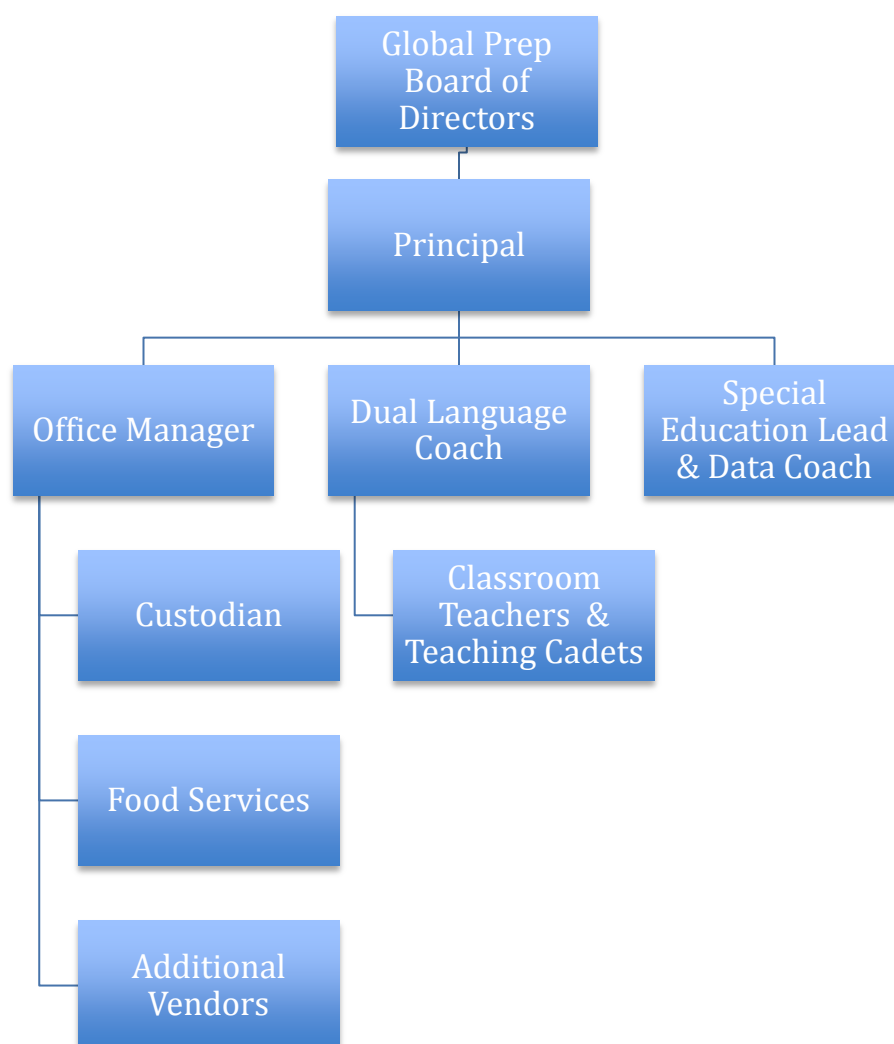 Global Prep
Board of
Directors
Principal
Office Manager
Dual Language
Coach
Special
Education Lead
& Data Coach
Custodian
Classroom
Teachers  &
Teaching Cadets
Food Services
Additional
Vendors